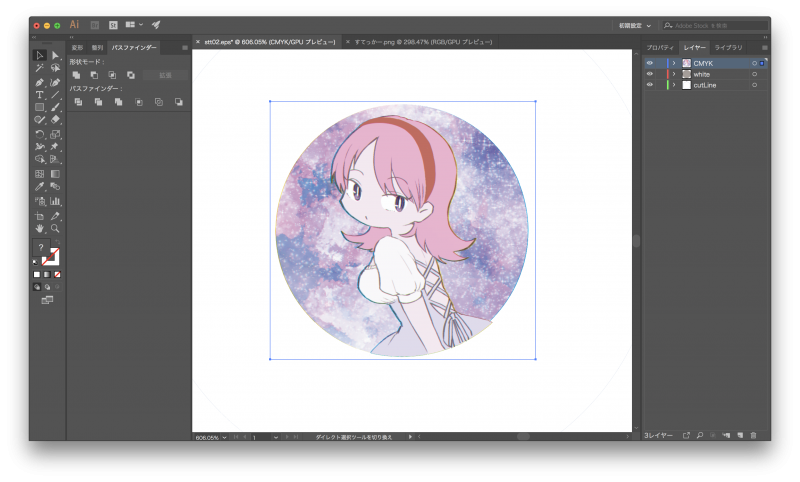 Ai
Br
St
初期設定
Adobe Stock を検索
変形 整列 パスファインダー
形状モード：
拡張
パスファインダー：
× stt02.eps* @ 606.05% (CMYK/GPU プレビュー)
× すてっかー.png @ 298.47% (RGB/GPU プレビュー)
プロパティ レイヤー ライブラリ
CMYK
white
cutLine
?
606.05%
1
ダイレクト選択ツールを切り換え
3レイヤー